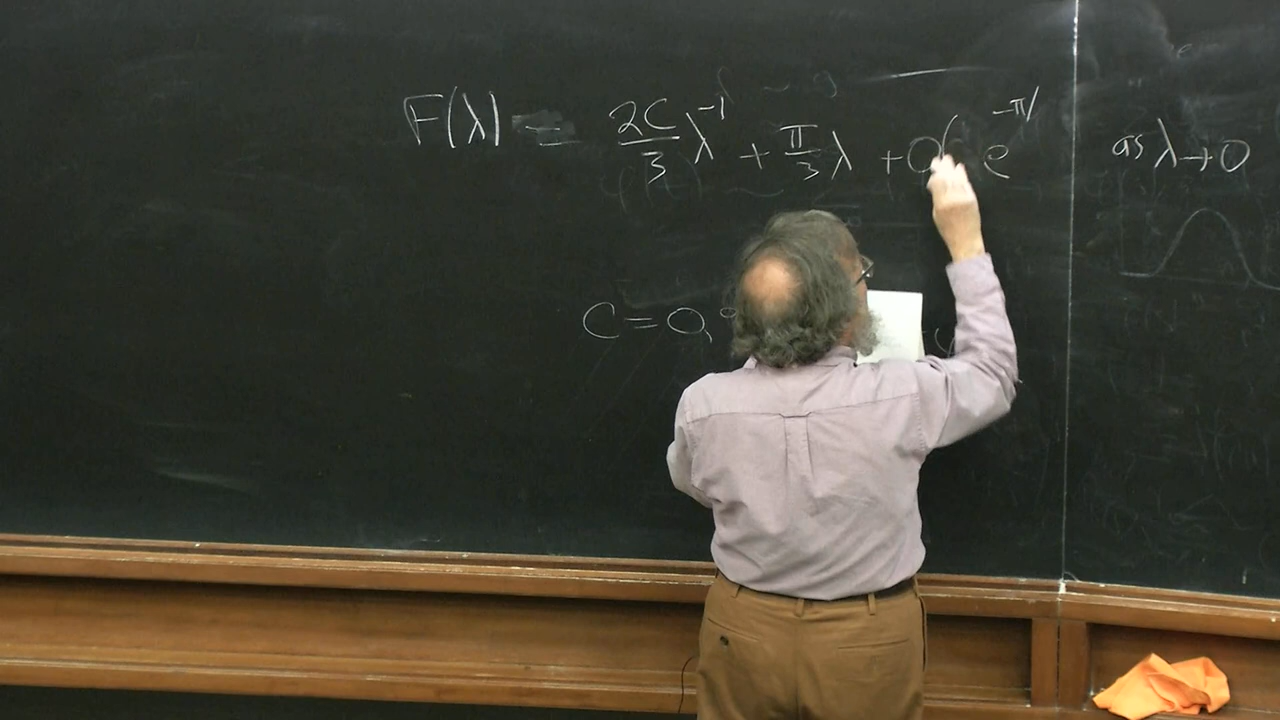 F(λ) = 2C/3 λ⁻¹ + π/3 λ + O( e^{-π/ as λ→0
C = 0,